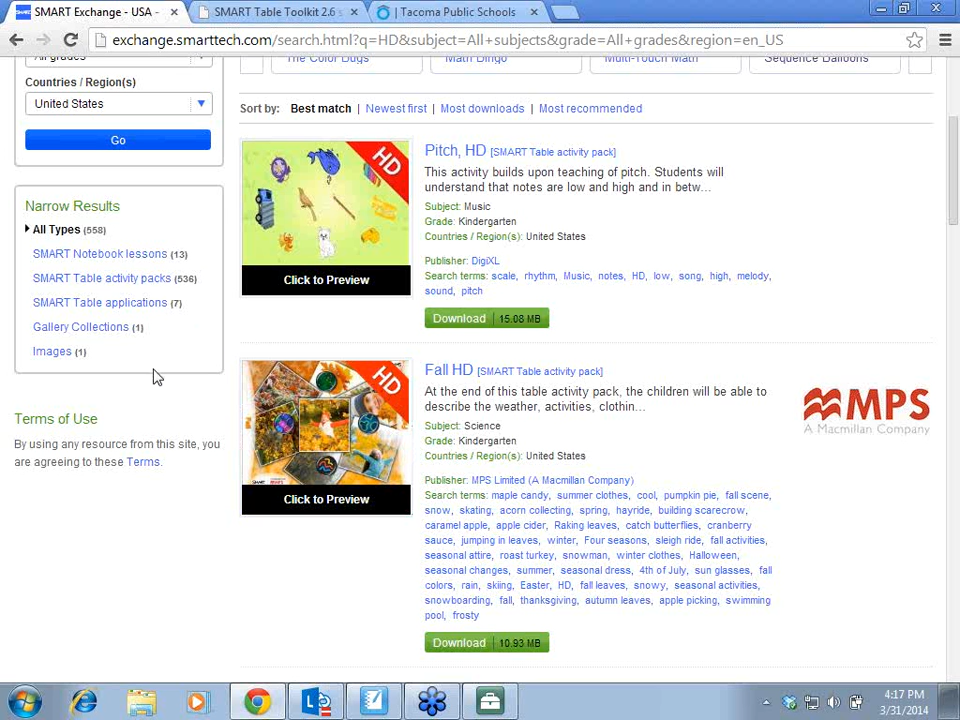 SMART Exchange - USA -
SMART Table Toolkit 2.6
| Tacoma Public Schools
exchange.smarttech.com/search.html?q=HD&subject=All+subjects&grade=All+grades&region=en_US
All grades
Countries / Region(s)
United States
Go
The Color Bugs
Math Bingo
Multi-Touch Math
Sequence Balloons
Sort by: Best match | Newest first | Most downloads | Most recommended
Narrow Results
All Types (558)
SMART Notebook lessons (13)
SMART Table activity packs (536)
SMART Table applications (7)
Gallery Collections (1)
Images (1)
Terms of Use
By using any resource from this site, you
are agreeing to these Terms.
HD
Click to Preview
Pitch, HD [SMART Table activity pack]
This activity builds upon teaching of pitch. Students will
understand that notes are low and high and in betw...
Subject: Music
Grade: Kindergarten
Countries / Region(s): United States
Publisher: DigiXL
Search terms: scale, rhythm, Music, notes, HD, low, song, high, melody,
sound, pitch
Download 15.08 MB
HD
Click to Preview
Fall HD [SMART Table activity pack]
At the end of this table activity pack, the children will be able to
describe the weather, activities, clothin...
Subject: Science
Grade: Kindergarten
Countries / Region(s): United States
Publisher: MPS Limited (A Macmillan Company)
Search terms: maple candy, summer clothes, cool, pumpkin pie, fall scene,
snow, skating, acorn collecting, spring, hayride, building scarecrow,
caramel apple, apple cider, Raking leaves, catch butterflies, cranberry
sauce, jumping in leaves, winter, Four seasons, sleigh ride, fall activities,
seasonal attire, roast turkey, snowman, winter clothes, Halloween,
seasonal changes, summer, seasonal dress, 4th of July, sun glasses, fall
colors, rain, skiing, Easter, HD, fall leaves, snowy, seasonal activities,
snowboarding, fall, thanksgiving, autumn leaves, apple picking, swimming
pool, frosty
Download 10.93 MB
MPS
A Macmillan Company
4:17 PM
3/31/2014